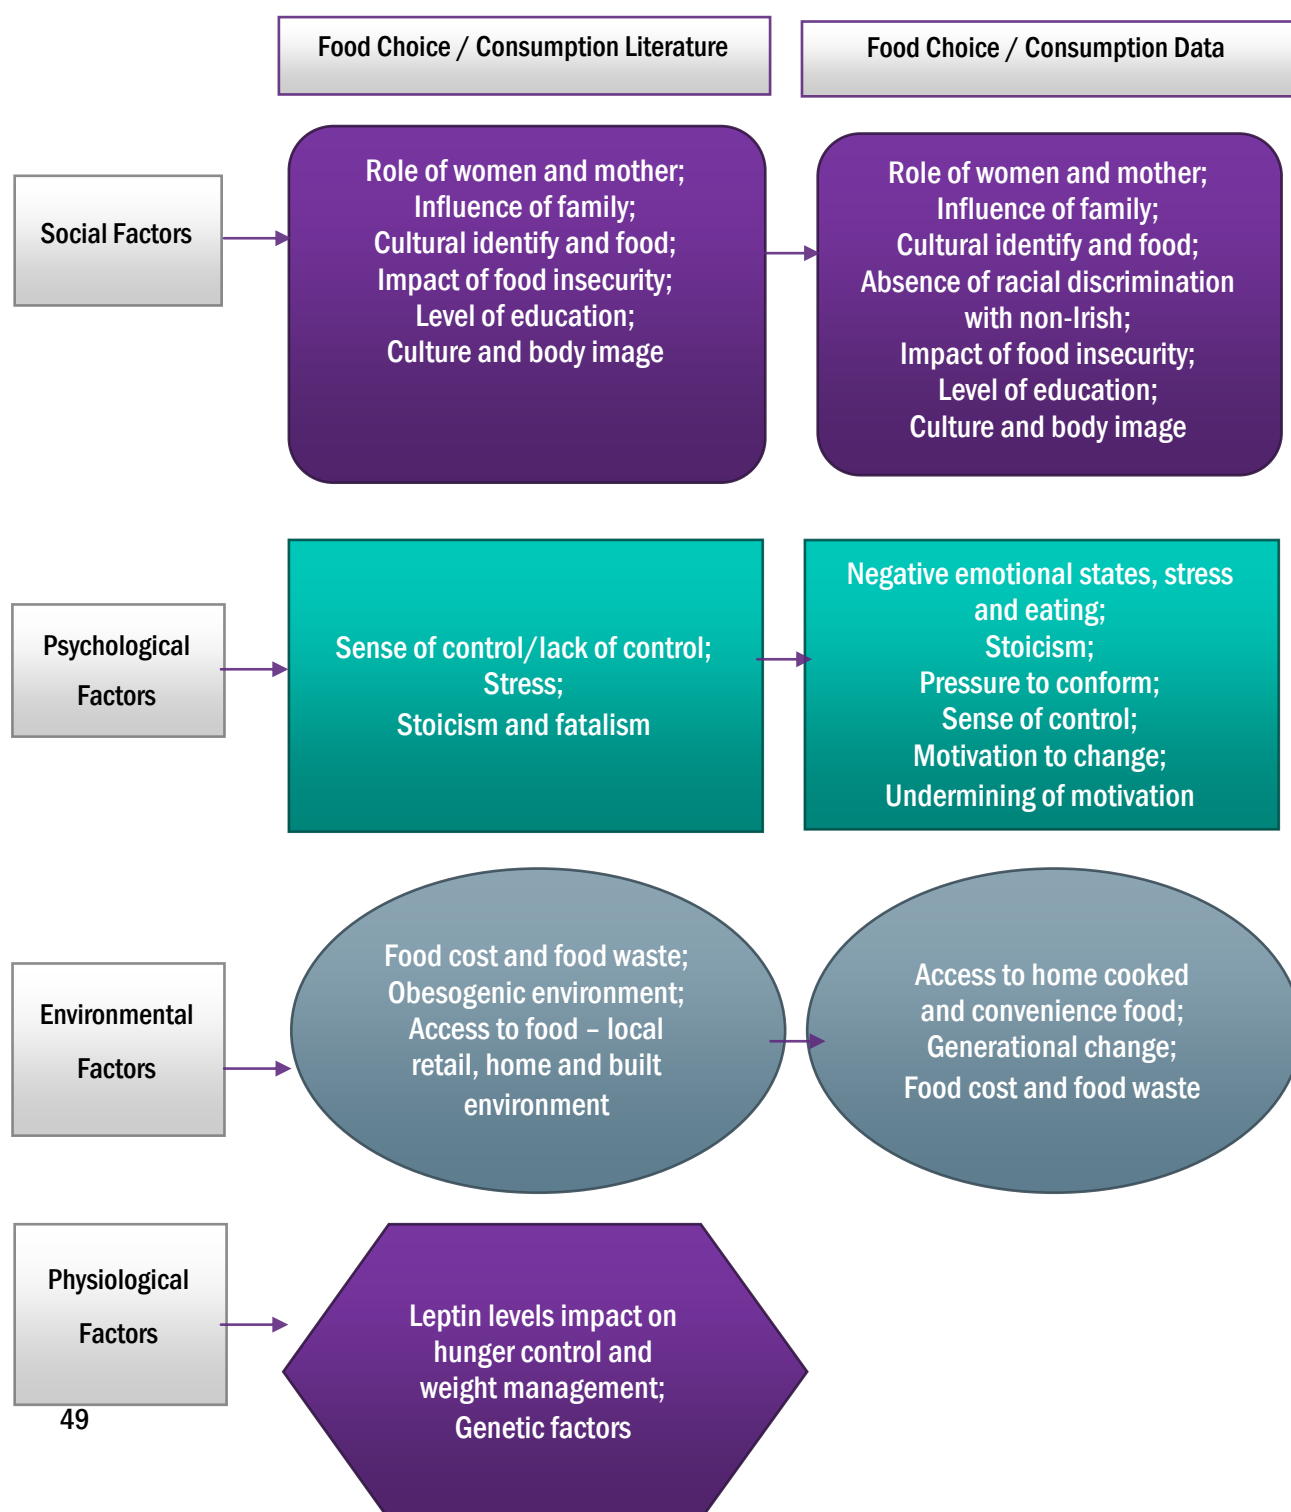 Food Choice / Consumption Literature
Food Choice / Consumption Data
Social Factors
Role of women and mother;
Influence of family;
Cultural identify and food;
Impact of food insecurity;
Level of education;
Culture and body image
Role of women and mother;
Influence of family;
Cultural identify and food;
Absence of racial discrimination
with non-Irish;
Impact of food insecurity;
Level of education;
Culture and body image
Psychological
Factors
Sense of control/lack of control;
Stress;
Stoicism and fatalism
Negative emotional states, stress
and eating;
Stoicism;
Pressure to conform;
Sense of control;
Motivation to change;
Undermining of motivation
Environmental
Factors
Food cost and food waste;
Obesogenic environment;
Access to food – local
retail, home and built
environment
Access to home cooked
and convenience food;
Generational change;
Food cost and food waste
Physiological
Factors
Leptin levels impact on
hunger control and
weight management;
Genetic factors
49